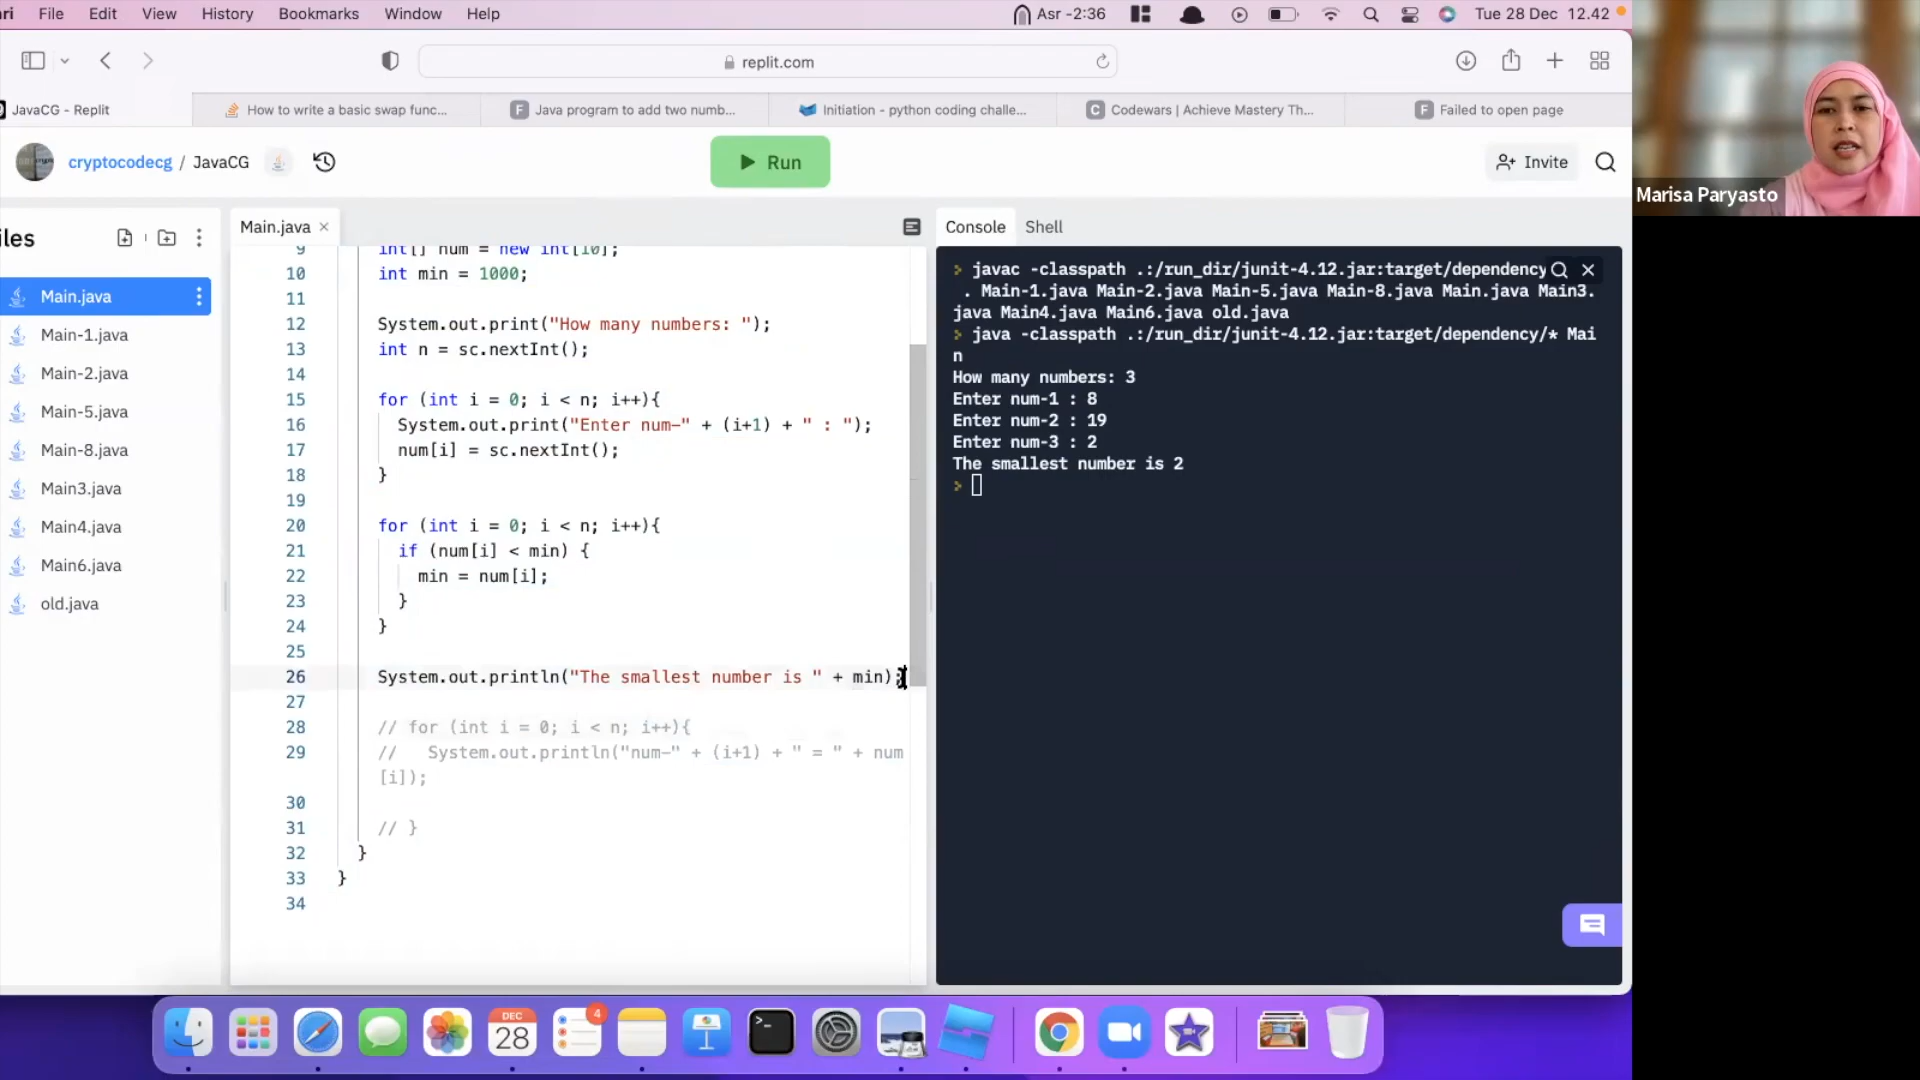 ri File Edit View History Bookmarks Window Help Asr -2:36 Tue 28 Dec 12.42
replit.com
JavaCG - Replit How to write a basic swap func... Java program to add two numb... Initiation - python coding challe... Codewars | Achieve Mastery Th... Failed to open page
cryptocodecg / JavaCG Run Invite
Marisa Paryasto
iles
Main.java
Main-1.java
Main-2.java
Main-5.java
Main-8.java
Main3.java
Main4.java
Main6.java
old.java
Main.java
9 int[] num = new int[10];
10 int min = 1000;
11
12 System.out.print("How many numbers: ");
13 int n = sc.nextInt();
14
15 for (int i = 0; i < n; i++){
16 System.out.print("Enter num-" + (i+1) + " : ");
17 num[i] = sc.nextInt();
18 }
19
20 for (int i = 0; i < n; i++){
21 if (num[i] < min) {
22 min = num[i];
23 }
24 }
25
26 System.out.println("The smallest number is " + min);
27
28 // for (int i = 0; i < n; i++){
29 // System.out.println("num-" + (i+1) + " = " + num
[i]);
30
31 // }
32 }
33 }
34
Console Shell
javac -classpath .:/run_dir/junit-4.12.jar:target/dependency
. Main-1.java Main-2.java Main-5.java Main-8.java Main.java Main3.
java Main4.java Main6.java old.java
java -classpath .:/run_dir/junit-4.12.jar:target/dependency/* Mai
n
How many numbers: 3
Enter num-1 : 8
Enter num-2 : 19
Enter num-3 : 2
The smallest number is 2
DEC
28
4